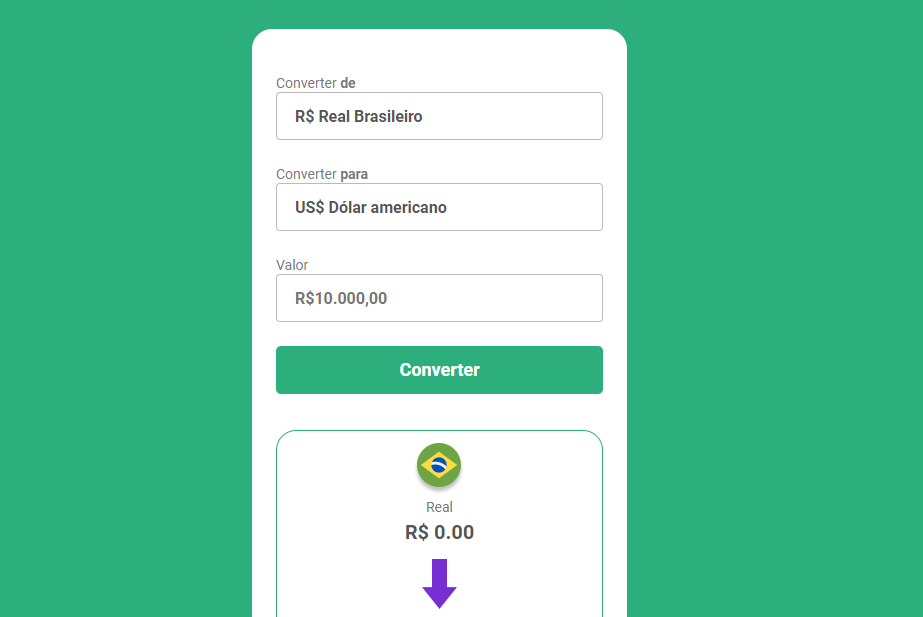 Converter de
R$ Real Brasileiro
Converter para
US$ Dólar americano
Valor
R$10.000,00
Converter
Real
R$ 0.00